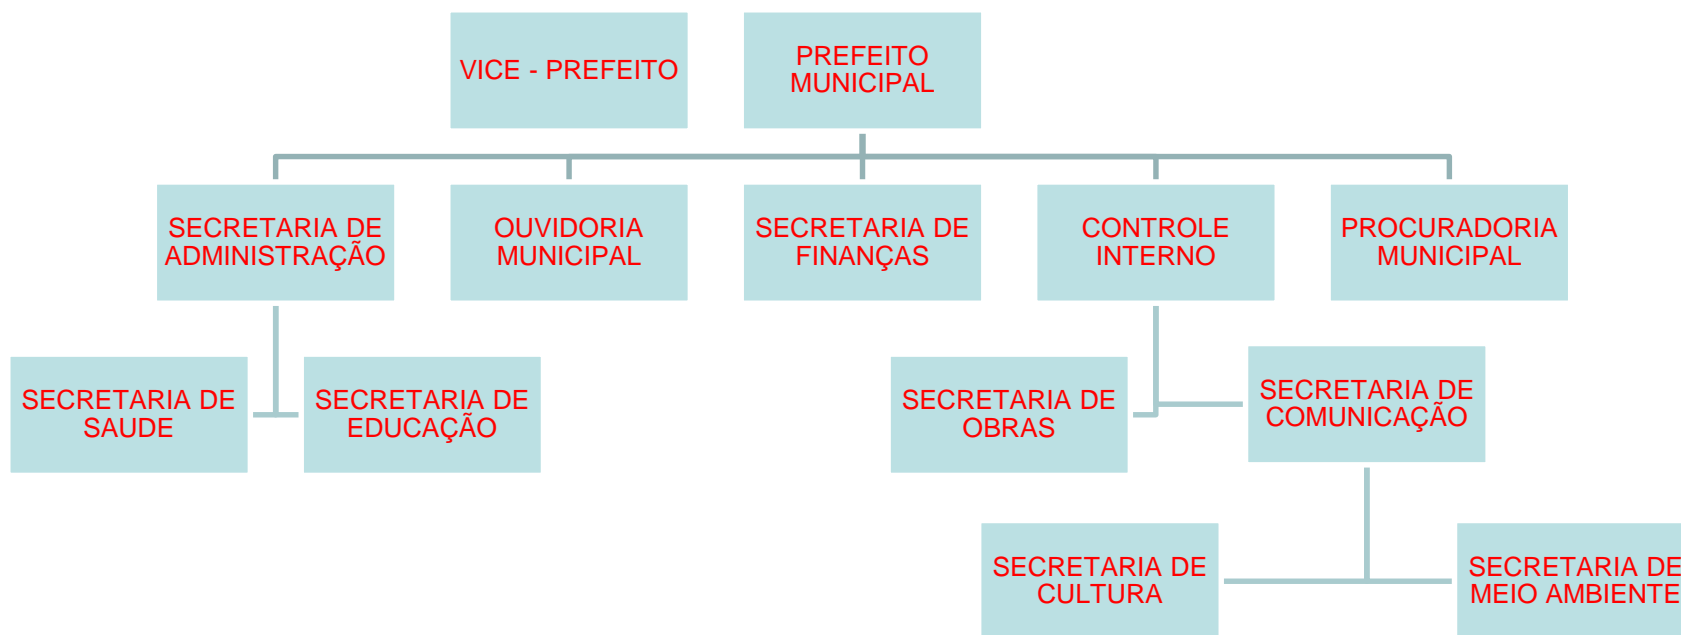 VICE - PREFEITO
PREFEITO
MUNICIPAL
SECRETARIA DE
ADMINISTRAÇÃO
OUVIDORIA
MUNICIPAL
SECRETARIA DE
FINANÇAS
CONTROLE
INTERNO
PROCURADORIA
MUNICIPAL
SECRETARIA DE
SAUDE
SECRETARIA DE
EDUCAÇÃO
SECRETARIA DE
OBRAS
SECRETARIA DE
COMUNICAÇÃO
SECRETARIA DE
CULTURA
SECRETARIA DE
MEIO AMBIENTE